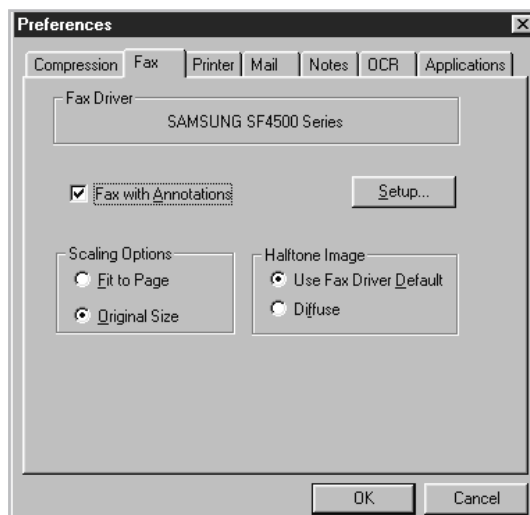 Preferences
Compression Fax Printer Mail Notes OCR Applications
Fax Driver
SAMSUNG SF4500 Series
Fax with Annotations Setup...
Scaling Options Halftone Image
Fit to Page Use Fax Driver Default
Original Size Diffuse
OK Cancel